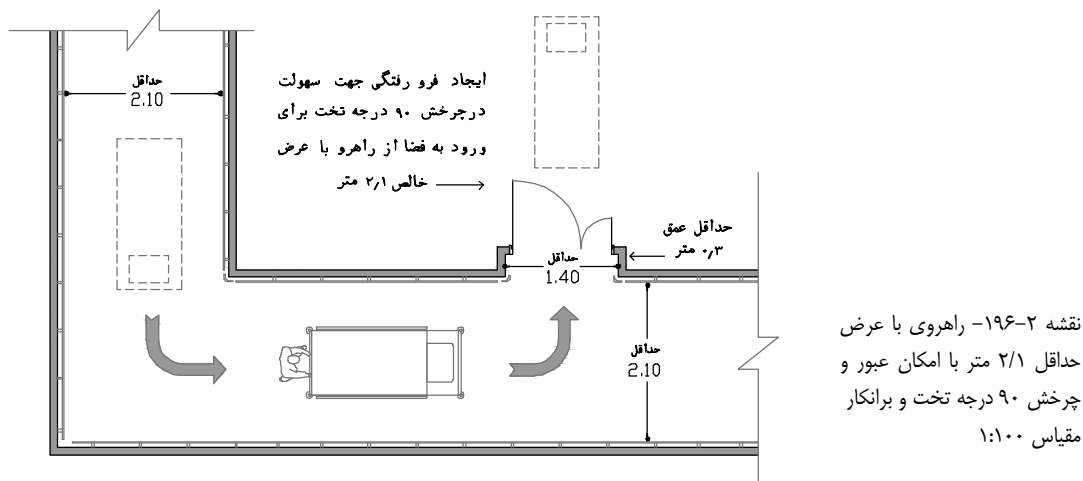 حداقل
2.10
ایجاد فرو رفتگی جهت سهولت
درچرخش ۹۰ درجه تخت برای
ورود به فضا از راهرو با عرض
خالص ۲٫۱ متر
حداقل عمق
۰٫۳ متر
حداقل
1.40
حداقل
2.10
نقشه ۲-۱۹۶- راهروی با عرض
حداقل ۲/۱ متر با امکان عبور و
چرخش ۹۰ درجه تخت و برانکار
مقیاس ۱:۱۰۰